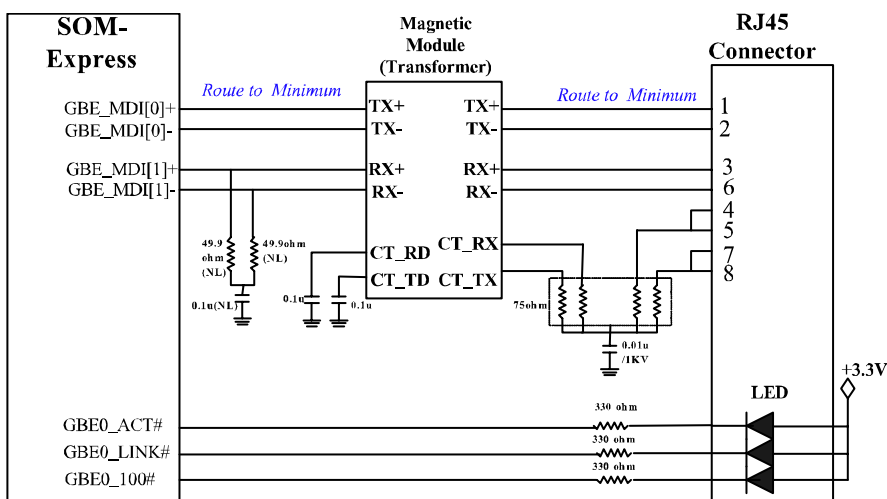 SOM-
Express
Magnetic
Module
(Transformer)
RJ45
Connector
Route to Minimum
Route to Minimum
GBE_MDI[0]+
GBE_MDI[0]-
GBE_MDI[1]+
GBE_MDI[1]-
TX+
TX-
RX+
RX-
CT_RD
CT_TD
TX+
TX-
RX+
RX-
CT_RX
CT_TX
1
2
3
6
4
5
7
8
49.9
ohm
(NL)
49.9ohm
(NL)
0.1u(NL)
0.1u
0.1u
75ohm
0.01u
/1KV
+3.3V
LED
GBE0_ACT#
GBE0_LINK#
GBE0_100#
330 ohm
330 ohm
330 ohm